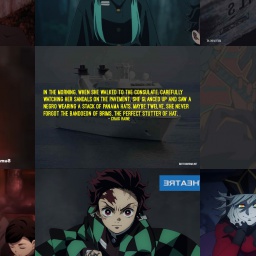 IN THE MORNING, WHEN SHE WALKED TO THE CONSULATE, CAREFULLY
WATCHING HER SANDALS ON THE PAVEMENT, SHE GLANCED UP AND SAW A
NEGRO WEARING A STACK OF PANAMA HATS, MAYBE TWELVE. SHE NEVER
FORGOT THE BANDOEON OF BRIMS, THE PERFECT STUTTER OF HAT.
- CRAIG RAINE
THEATRE